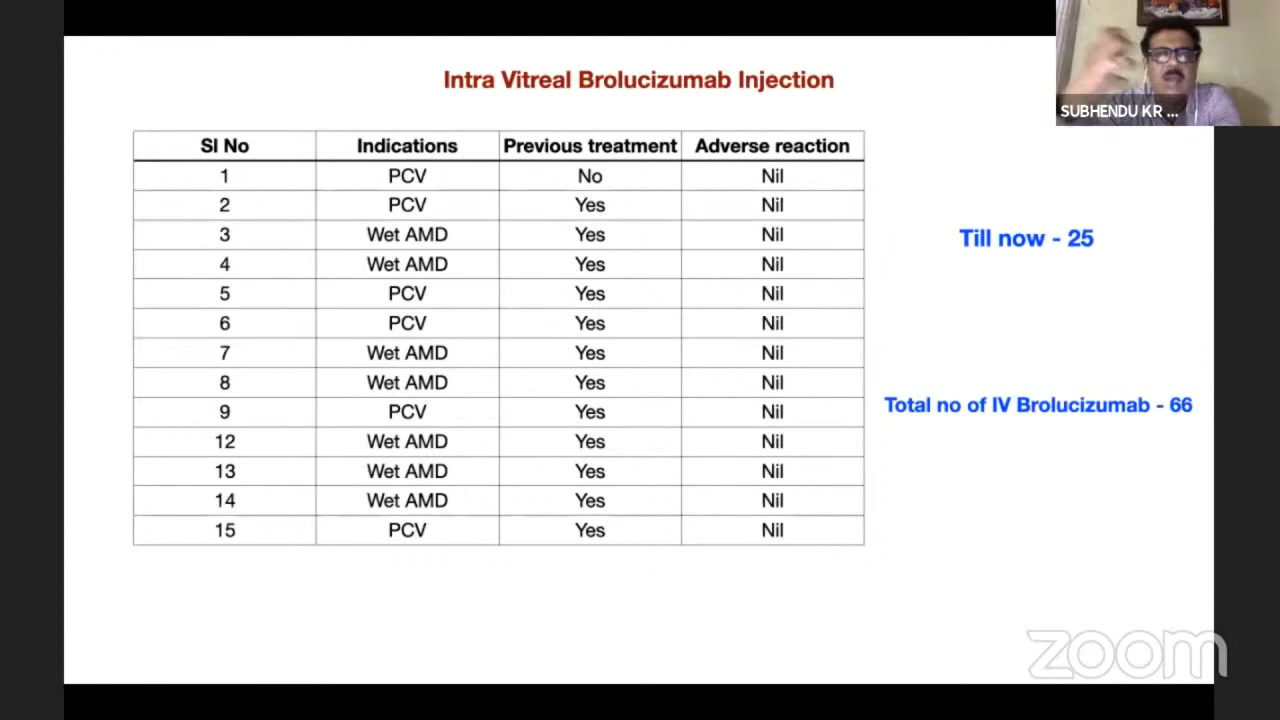 Intra Vitreal Brolucizumab Injection
SUBHENDU KR ...
Sl No Indications Previous treatment Adverse reaction
1 PCV No Nil
2 PCV Yes Nil
3 Wet AMD Yes Nil
4 Wet AMD Yes Nil
5 PCV Yes Nil
6 PCV Yes Nil
7 Wet AMD Yes Nil
8 Wet AMD Yes Nil
9 PCV Yes Nil
12 Wet AMD Yes Nil
13 Wet AMD Yes Nil
14 Wet AMD Yes Nil
15 PCV Yes Nil
Till now - 25
Total no of IV Brolucizumab - 66
zoom